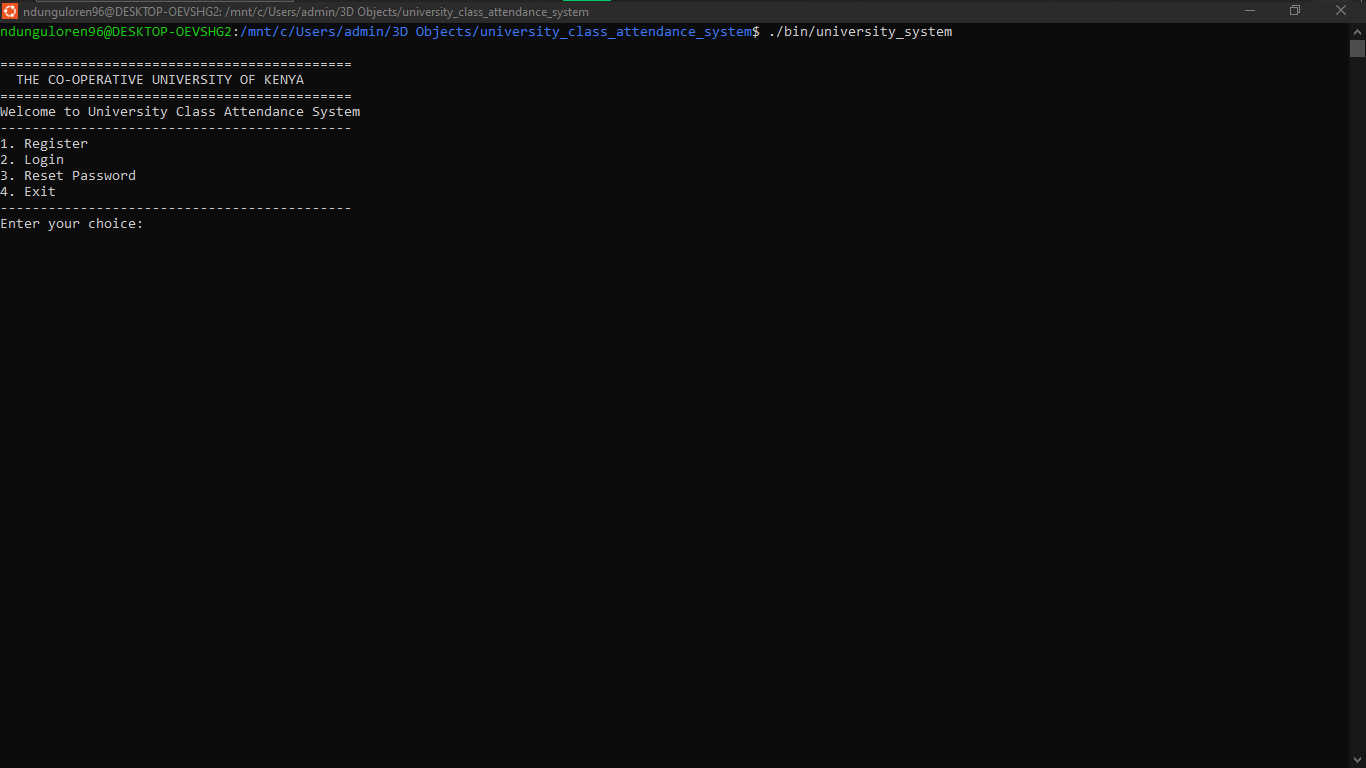 ndunguloren96@DESKTOP-OEVSHG2: /mnt/c/Users/admin/3D Objects/university_class_attendance_system
ndunguloren96@DESKTOP-OEVSHG2:/mnt/c/Users/admin/3D Objects/university_class_attendance_system$ ./bin/university_system
============================================
  THE CO-OPERATIVE UNIVERSITY OF KENYA
============================================
Welcome to University Class Attendance System
--------------------------------------------
1. Register
2. Login
3. Reset Password
4. Exit
--------------------------------------------
Enter your choice: